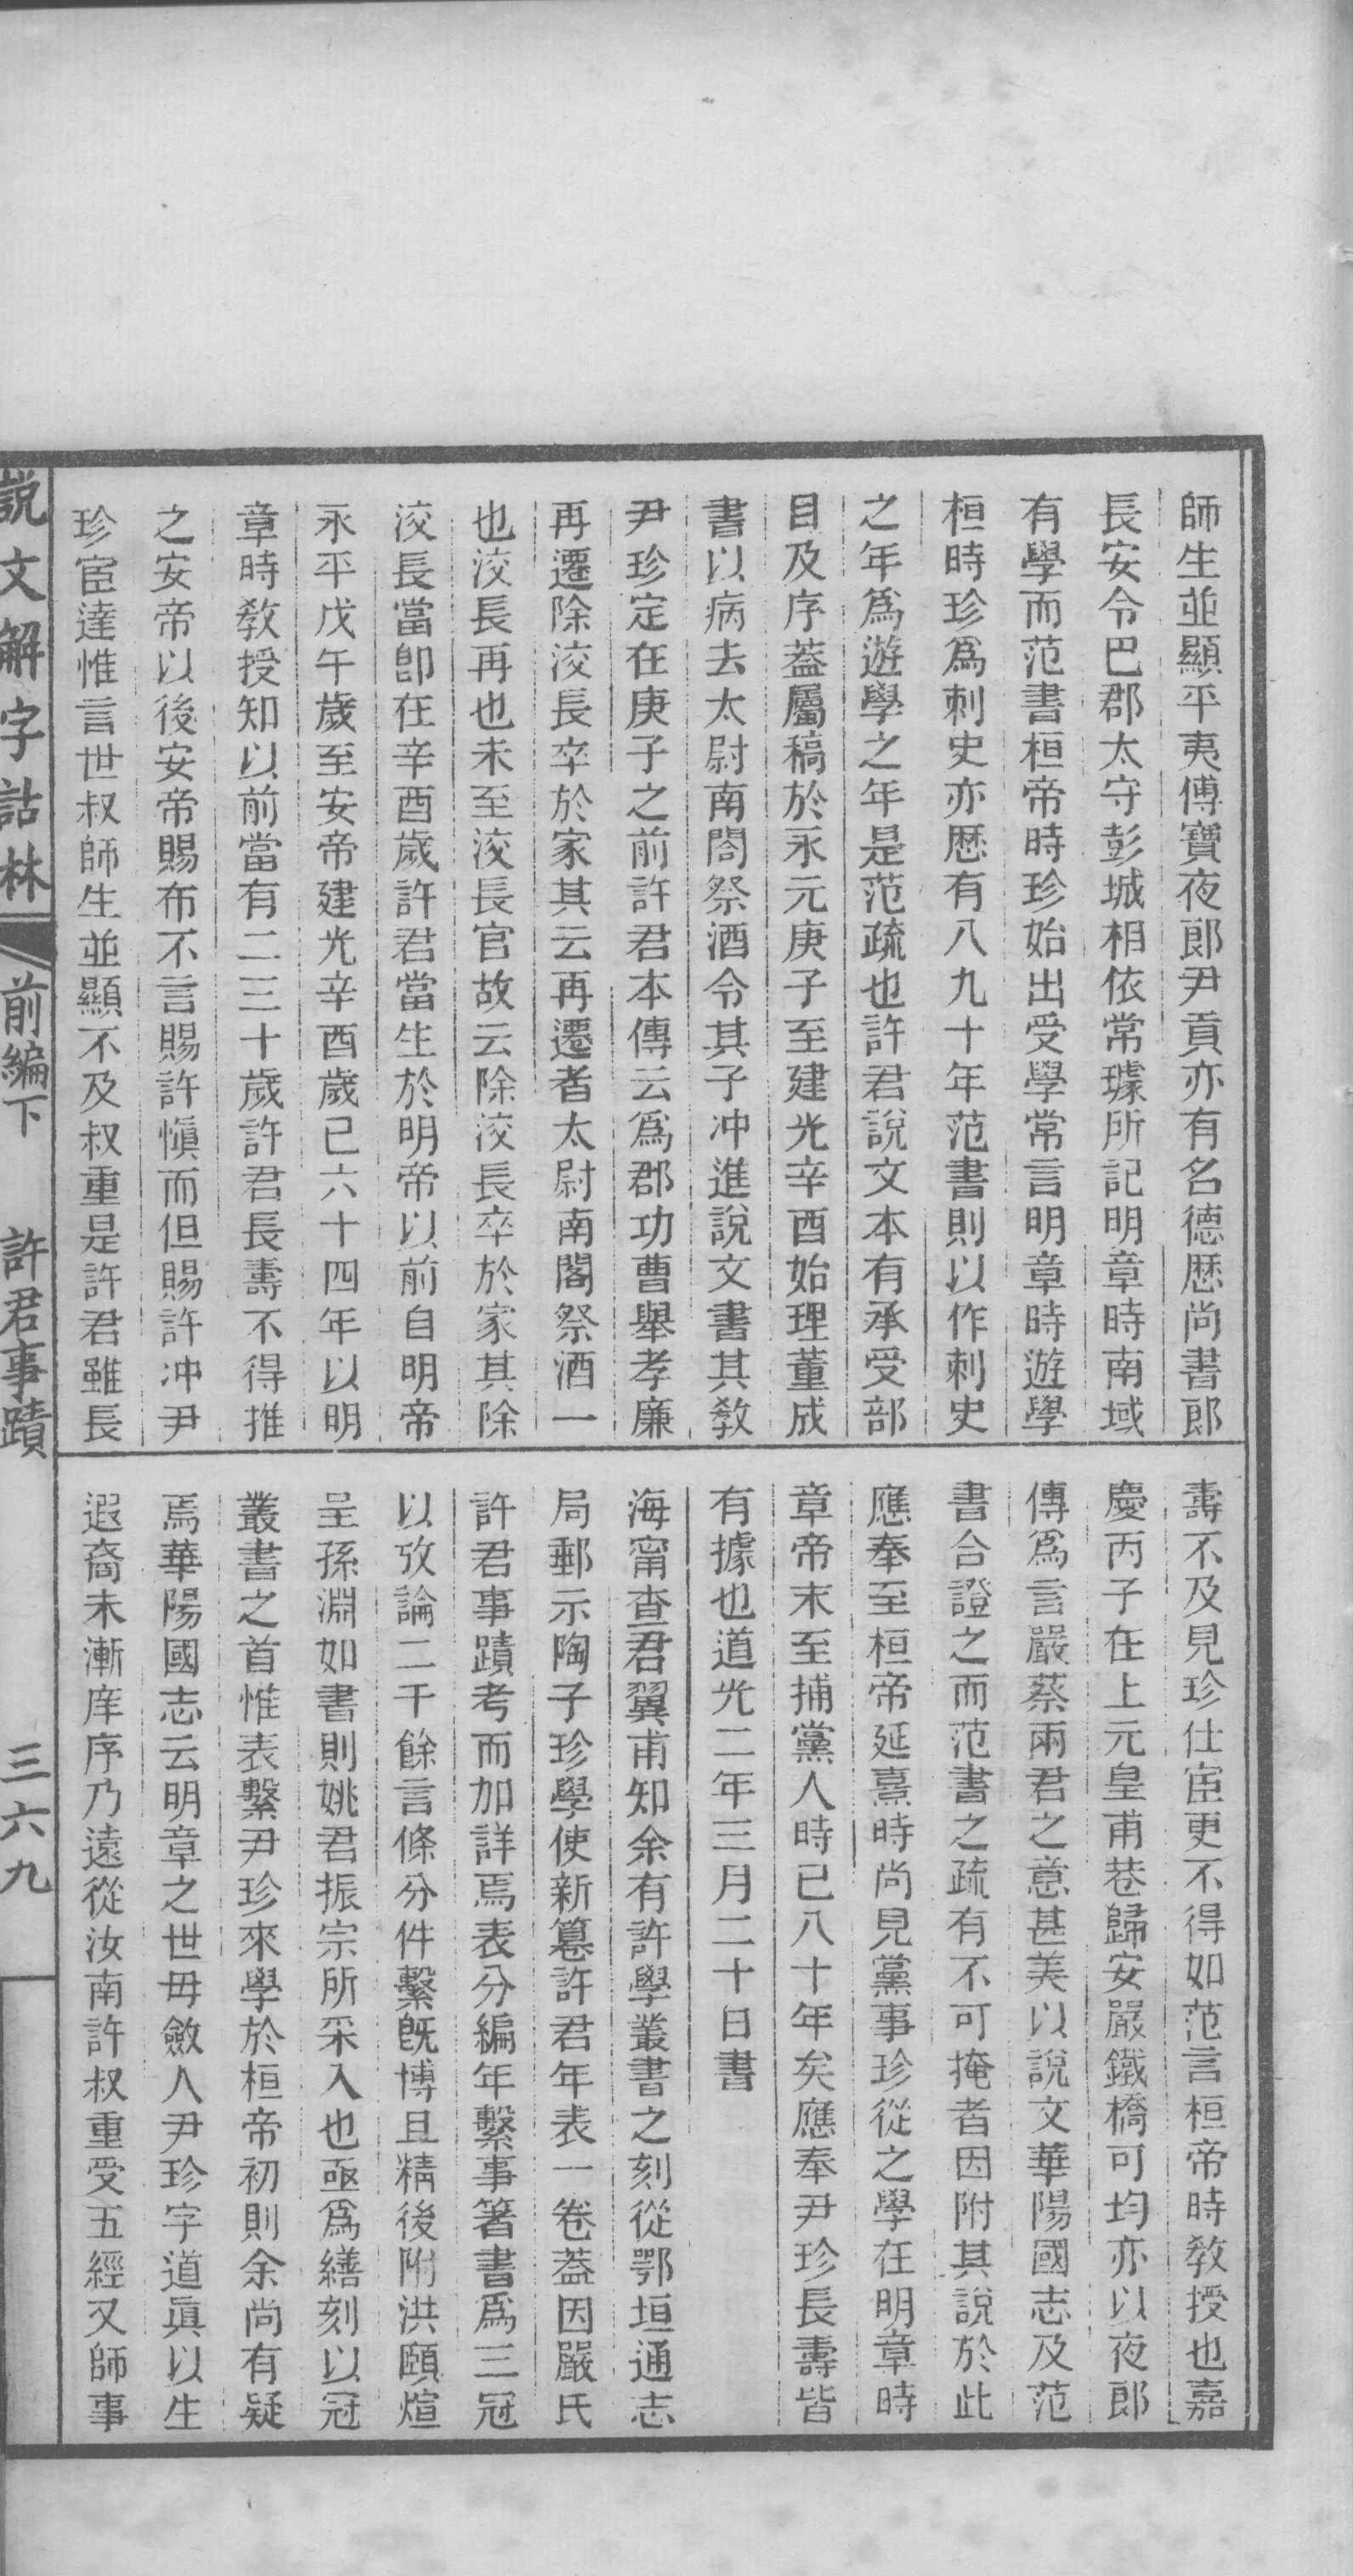 師生並顯平夷傅寶夜郎尹貢亦有名德歷尚書郎
長安令巴郡太守彭城相依常璩所記明章時南域
有學而范書桓帝時珍始出受學常言明章時遊學
桓時珍爲刺史亦歷有八九十年范書則以作刺史
之年爲遊學之年是范疏也許君說文本有承受部
目及序葢屬稿於永元庚子至建光辛酉始理董成
書以病去太尉南閣祭酒令其子冲進說文書其敎
尹珍定在庚子之前許君本傳云爲郡功曹舉孝廉
再遷除洨長卒於家其云再遷者太尉南閣祭酒一
也洨長再也未至洨長官故云除洨長卒於家其除
洨長當卽在辛酉歲許君當生於明帝以前自明帝
永平戊午歲至安帝建光辛酉歲已六十四年以明
章時敎授知以前當有二三十歲許君長壽不得推
之安帝以後安帝賜布不言賜許愼而但賜許冲尹
珍宦達惟言世叔師生並顯不及叔重是許君雖長
壽不及見珍仕宦更不得如范言桓帝時敎授也嘉
慶丙子在上元皇甫巷歸安嚴鐵橋可均亦以夜郎
傳爲言嚴蔡兩君之意甚美以說文華陽國志及范
書合證之而范書之疏有不可掩者因附其說於此
應奉至桓帝延熹時尚見黨事珍從之學在明章時
章帝末至捕黨人時已八十年矣應奉尹珍長壽皆
有據也道光二年三月二十日書
海甯查君翼甫知余有許學叢書之刻從鄂垣通志
局郵示陶子珍學使新纂許君年表一卷葢因嚴氏
許君事蹟考而加詳焉表分編年繫事箸書爲三冠
以攷論二千餘言條分件繫旣博且精後附洪頤煊
呈孫淵如書則姚君振宗所采入也亟爲繕刻以冠
叢書之首惟表繫尹珍來學於桓帝初則余尚有疑
焉華陽國志云明章之世毋斂人尹珍字道眞以生
遐裔未漸庠序乃遠從汝南許叔重受五經又師事
說文解字詁林 前編下 許君事蹟 三六九